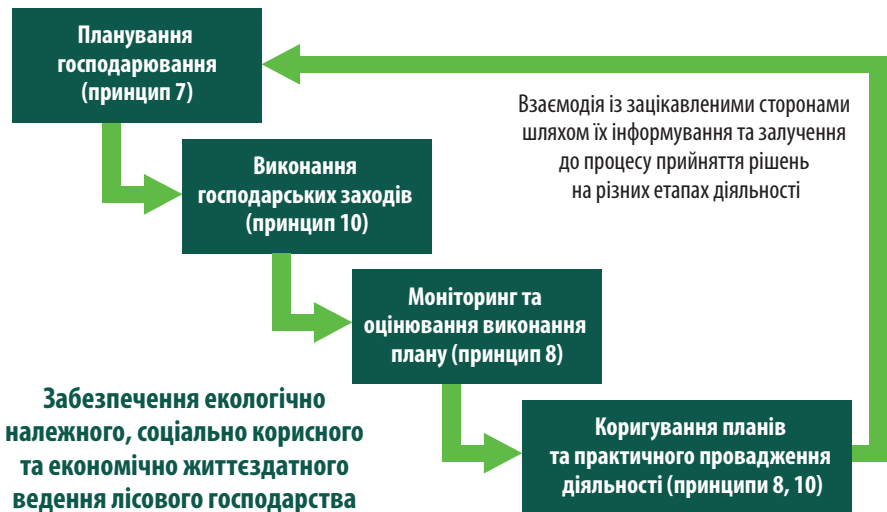 Планування
господарювання
(принцип 7)
Взаємодія із зацікавленими сторонами
шляхом їх інформування та залучення
до процесу прийняття рішень
на різних етапах діяльності
Виконання
господарських заходів
(принцип 10)
Моніторинг та
оцінювання виконання
плану (принцип 8)
Забезпечення екологічно
належного, соціально корисного
та економічно життєздатного
ведення лісового господарства
Коригування планів
та практичного провадження
діяльності (принципи 8, 10)